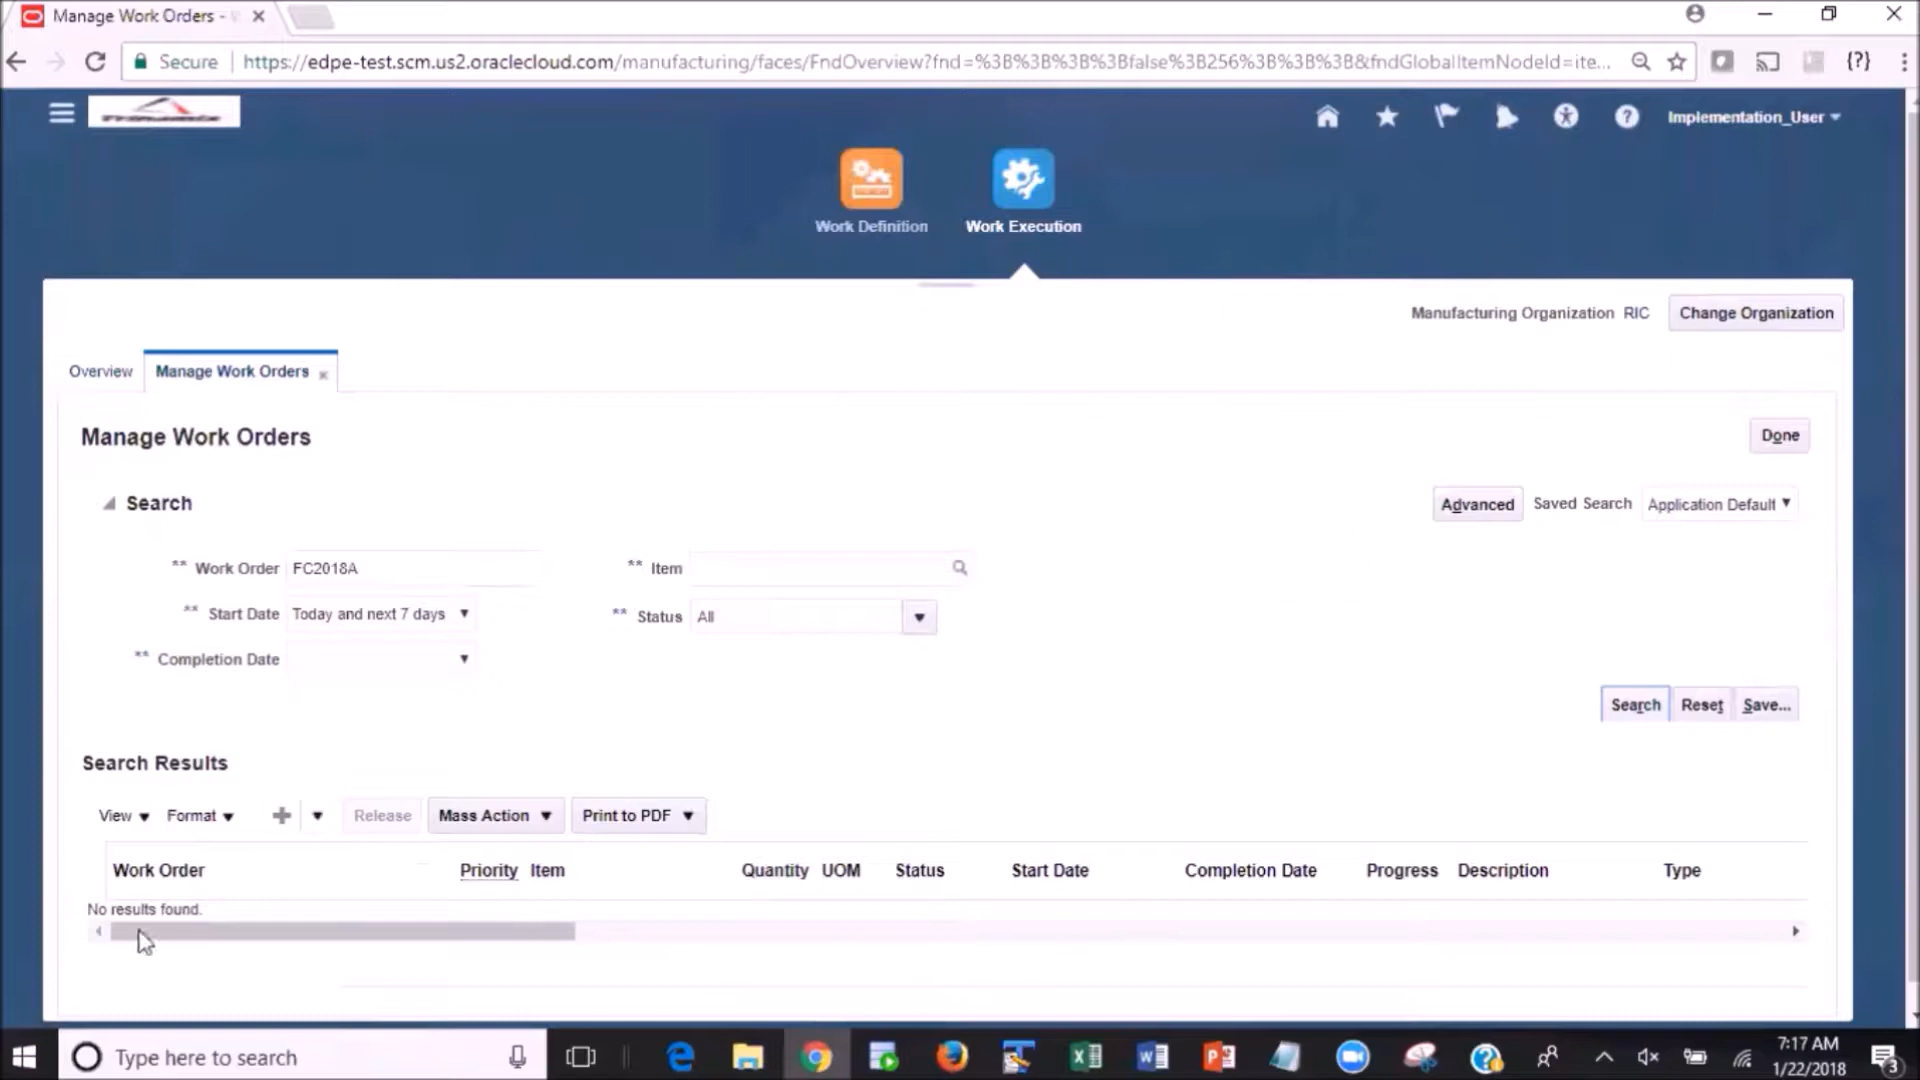 Manage Work Orders -
Secure https://edpe-test.scm.us2.oraclecloud.com/manufacturing/faces/FndOverview?fnd=%3B%3B%3B%3Bfalse%3B256%3B%3B%3B&fndGlobalItemNodeId=ite...
{?}
Implementation_User
Work Definition
Work Execution
Manufacturing Organization RIC
Change Organization
Overview
Manage Work Orders
Manage Work Orders
Done
Search
Advanced Saved Search Application Default
** Work Order FC2018A
** Item
** Start Date Today and next 7 days
** Status All
** Completion Date
Search Reset Save...
Search Results
View Format Release Mass Action Print to PDF
Work Order Priority Item Quantity UOM Status Start Date Completion Date Progress Description Type
No results found.
Type here to search
7:17 AM
1/22/2018
3